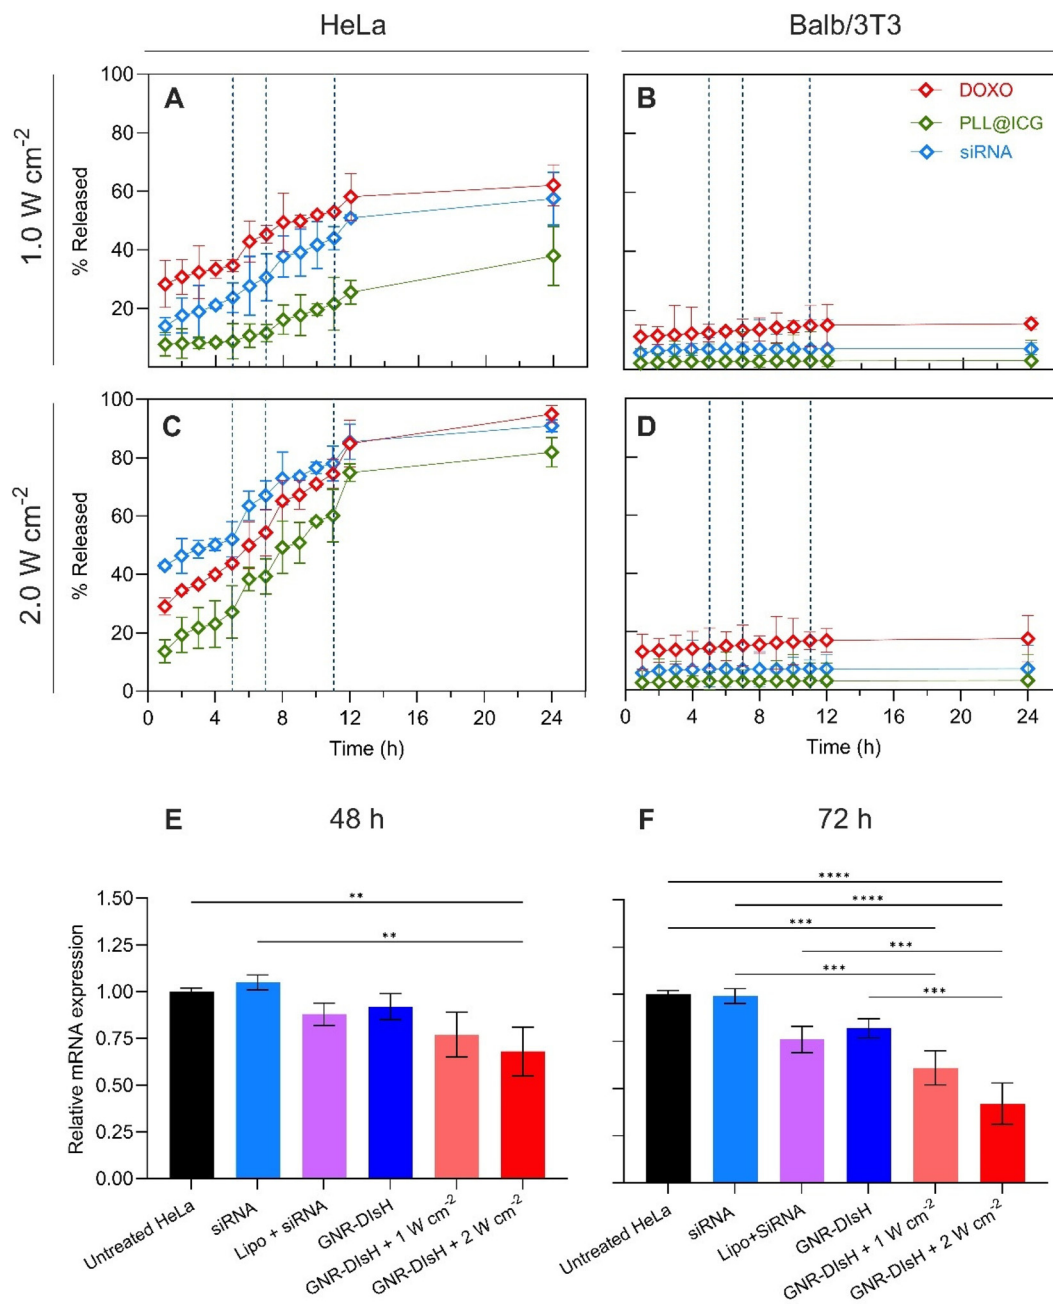 HeLa
Balb/3T3
1.0 W cm-2
2.0 W cm-2
A
% Released
100
80
60
40
20
B
DOXO
PLL@ICG
siRNA
C
% Released
100
80
60
40
20
0
0 4 8 12 16 20 24
Time (h)
D
0 4 8 12 16 20 24
Time (h)
E 48 h
Relative mRNA expression
1.50
1.25
1.00
0.75
0.50
0.25
0.00
**
**
Untreated HeLa
siRNA
Lipo + siRNA
GNR-DIsH
GNR-DIsH + 1 W cm-2
GNR-DIsH + 2 W cm-2
F 72 h
****
****
***
***
***
***
Untreated HeLa
siRNA
Lipo+SiRNA
GNR-DIsH
GNR-DIsH + 1 W cm-2
GNR-DIsH + 2 W cm-2